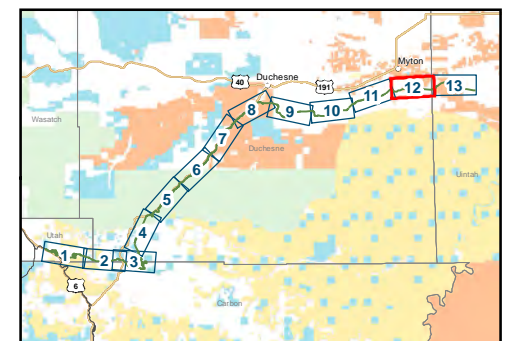 Myton
40
Duchesne
191
12
13
11
8
9
10
Wasatch
7
Duchesne
6
Uintah
5
4
Utah
1
2
3
6
Carbon